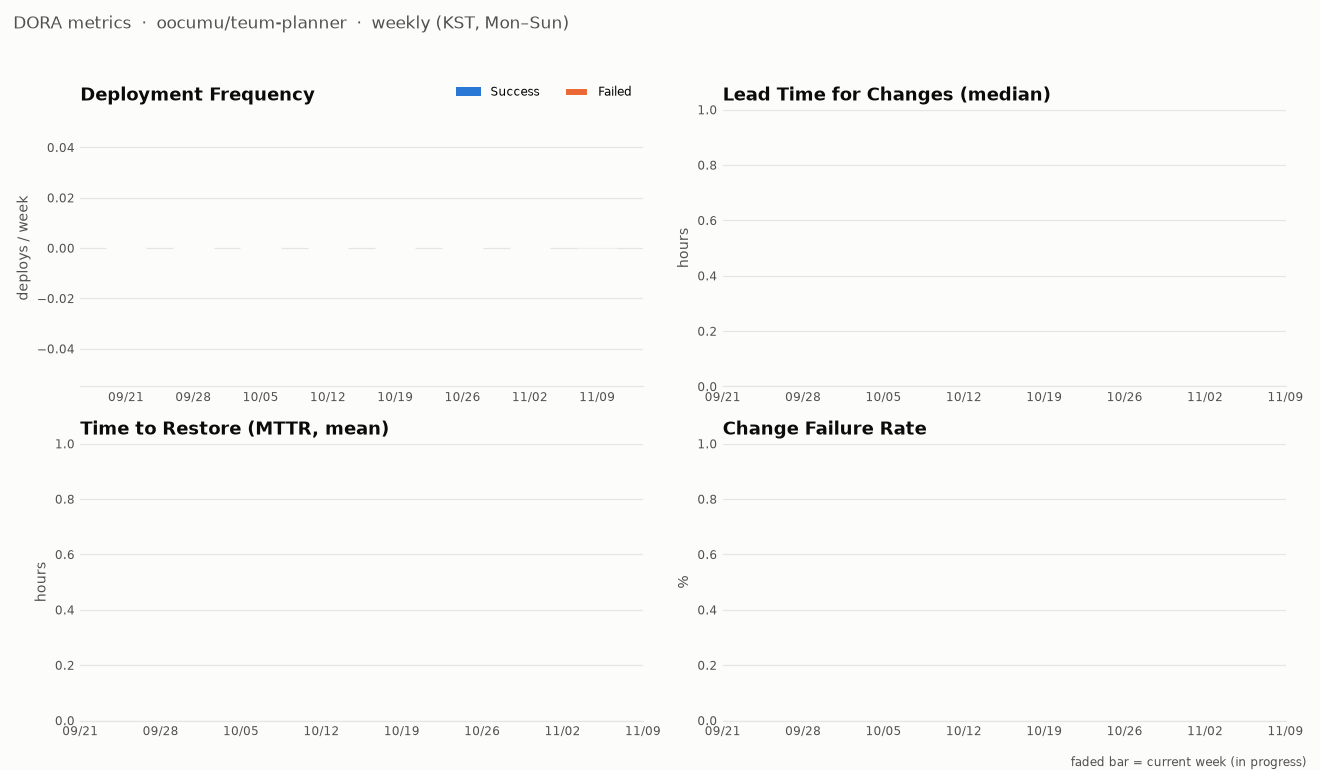 DORA metrics · oocumu/teum-planner · weekly (KST, Mon–Sun)
Deployment Frequency
Success Failed
deploys / week
0.04
0.02
0.00
−0.02
−0.04
09/21 09/28 10/05 10/12 10/19 10/26 11/02 11/09
Lead Time for Changes (median)
hours
1.0
0.8
0.6
0.4
0.2
0.0
09/21 09/28 10/05 10/12 10/19 10/26 11/02 11/09
Time to Restore (MTTR, mean)
hours
1.0
0.8
0.6
0.4
0.2
0.0
09/21 09/28 10/05 10/12 10/19 10/26 11/02 11/09
Change Failure Rate
%
1.0
0.8
0.6
0.4
0.2
0.0
09/21 09/28 10/05 10/12 10/19 10/26 11/02 11/09
faded bar = current week (in progress)